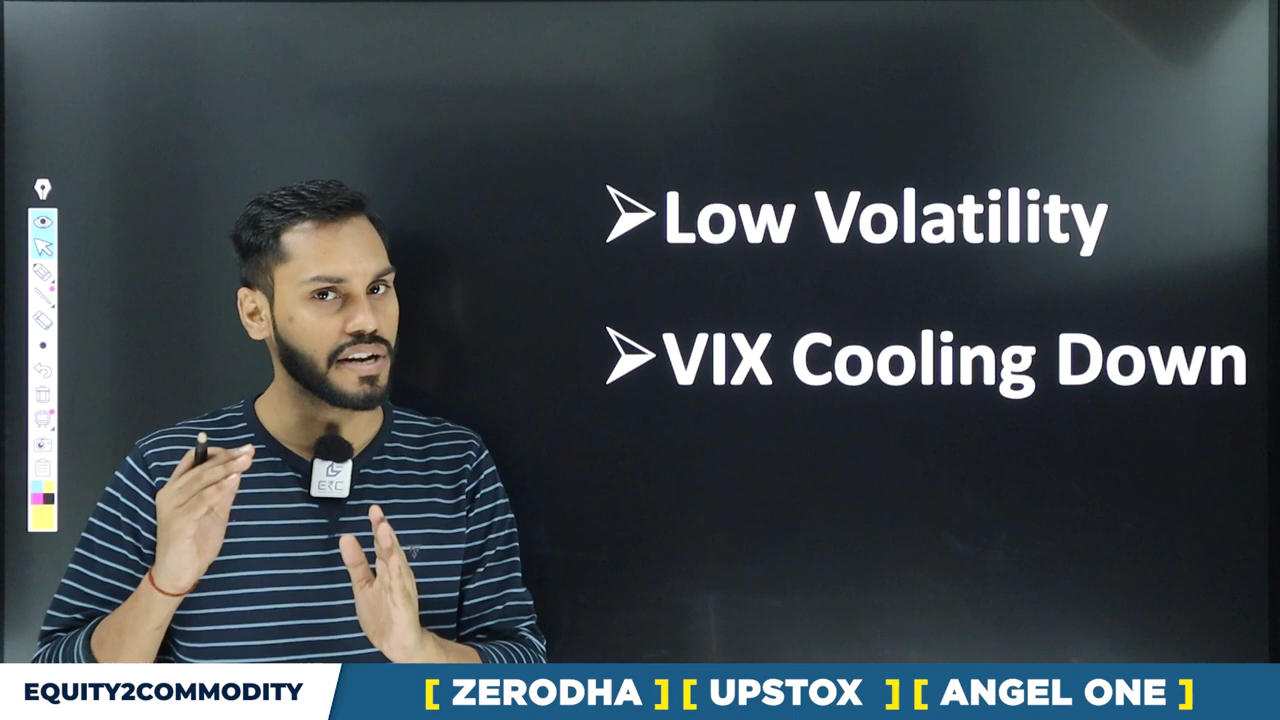 ➢Low Volatility
➢VIX Cooling Down
E₹C
EQUITY2COMMODITY [ ZERODHA ] [ UPSTOX ] [ ANGEL ONE ]